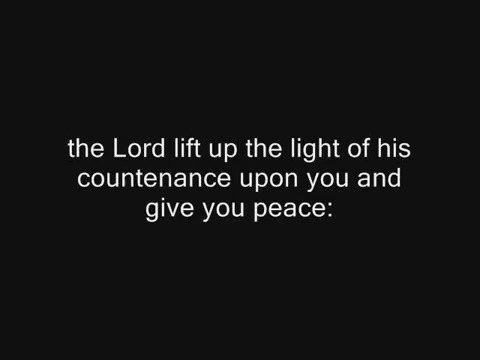 the Lord lift up the light of his
countenance upon you and
give you peace: